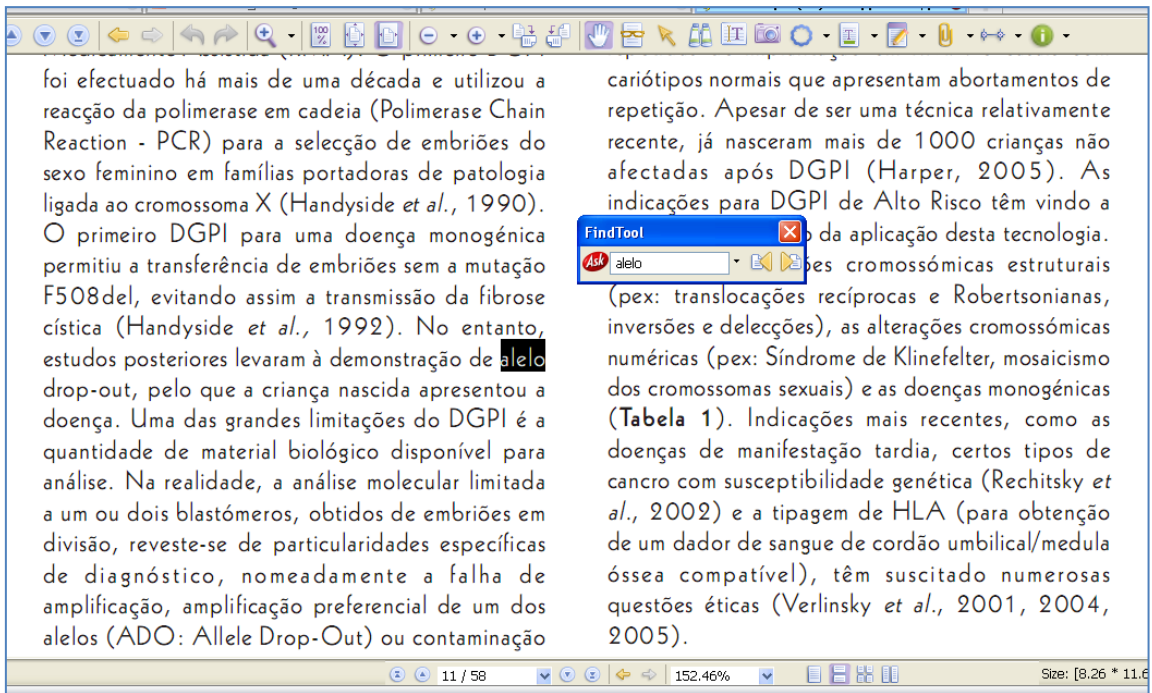 foi efectuado há mais de uma década e utilizou a
reacção da polimerase em cadeia (Polimerase Chain
Reaction - PCR) para a selecção de embriões do
sexo feminino em famílias portadoras de patologia
ligada ao cromossoma X (Handyside et al., 1990).
O primeiro DGPI para uma doença monogénica
permitiu a transferência de embriões sem a mutação
F508del, evitando assim a transmissão da fibrose
cística (Handyside et al., 1992). No entanto,
estudos posteriores levaram à demonstração de alelo
drop-out, pelo que a criança nascida apresentou a
doença. Uma das grandes limitações do DGPI é a
quantidade de material biológico disponível para
análise. Na realidade, a análise molecular limitada
a um ou dois blastómeros, obtidos de embriões em
divisão, reveste-se de particularidades específicas
de diagnóstico, nomeadamente a falha de
amplificação, amplificação preferencial de um dos
alelos (ADO: Allele Drop-Out) ou contaminação
cariótipos normais que apresentam abortamentos de
repetição. Apesar de ser uma técnica relativamente
recente, já nasceram mais de 1000 crianças não
afectadas após DGPI (Harper, 2005). As
indicações para DGPI de Alto Risco têm vindo a
da aplicação desta tecnologia.
cromossómicas estruturais
(pex: translocações recíprocas e Robertsonianas,
inversões e delecções), as alterações cromossómicas
numéricas (pex: Síndrome de Klinefelter, mosaicismo
dos cromossomas sexuais) e as doenças monogénicas
(Tabela 1). Indicações mais recentes, como as
doenças de manifestação tardia, certos tipos de
cancro com susceptibilidade genética (Rechitsky et
al., 2002) e a tipagem de HLA (para obtenção
de um dador de sangue de cordão umbilical/medula
óssea compatível), têm suscitado numerosas
questões éticas (Verlinsky et al., 2001, 2004,
2005).
FindTool
Ask alelo
11 / 58
152.46%
Size: [8.26 * 11.6